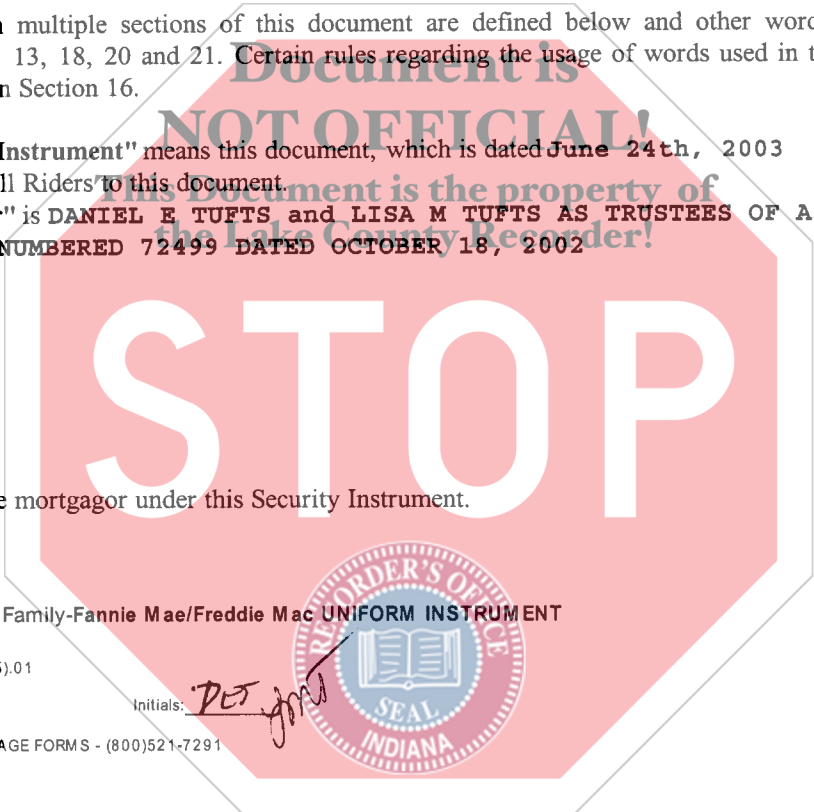 multiple sections of this document are defined below and other
13, 18, 20 and 21. Certain rules regarding the usage of words used in
Section 16.
Document is
NOT OFFICIAL!
This Document is the property of
the Lake County Recorder!
Instrument" means this document, which is dated June 24th, 2003
Riders to this document.
" is DANIEL E TUFTS and LISA M TUFTS AS TRUSTEES OF A
NUMBERED 72499 DATED OCTOBER 18, 2002
STOP
mortgagor under this Security Instrument.
Family-Fannie Mae/Freddie Mac UNIFORM INSTRUMENT
).01
Initials: DET LMT
FORMS - (800)521-7291
RECORDER'S OFFICE
SEAL
INDIANA